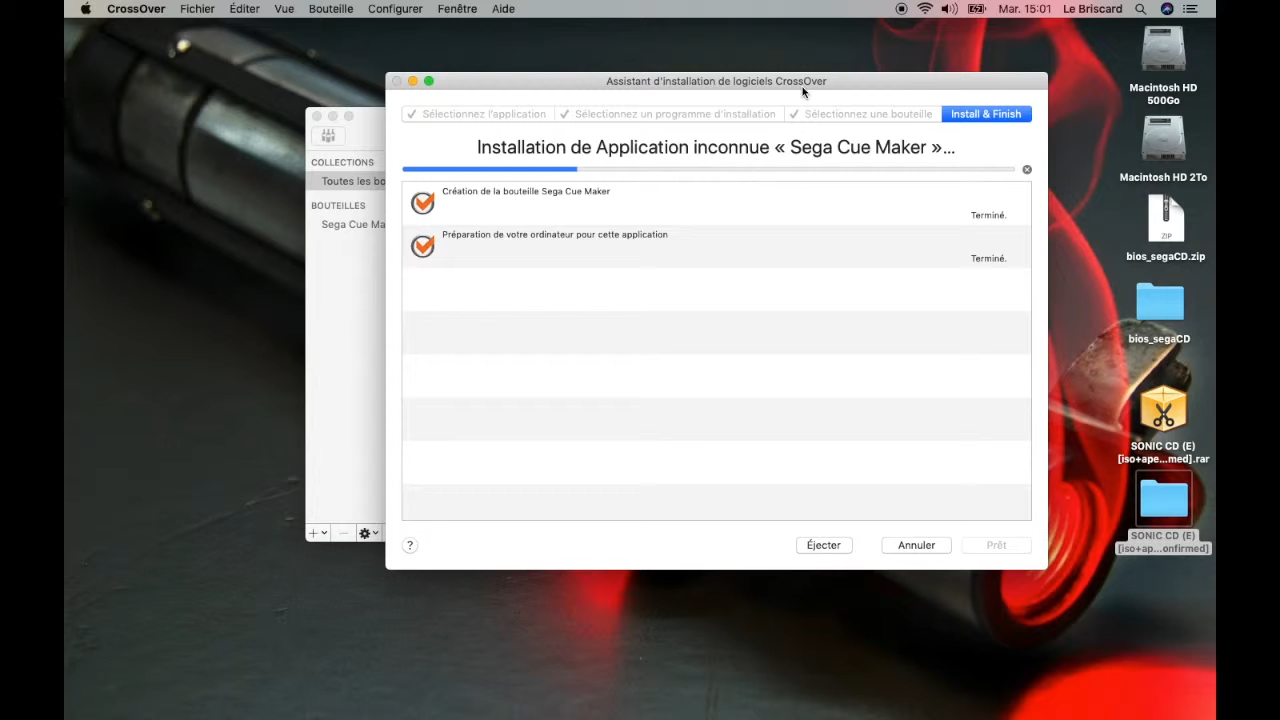 CrossOver Fichier Éditer Vue Bouteille Configurer Fenêtre Aide Mar. 15:01 Le Briscard
Assistant d'installation de logiciels CrossOver
Sélectionnez l'application Sélectionnez un programme d'installation Sélectionnez une bouteille Install & Finish
Installation de Application inconnue « Sega Cue Maker »...
Création de la bouteille Sega Cue Maker
Terminé.
Préparation de votre ordinateur pour cette application
Terminé.
? Éjecter Annuler Prêt
COLLECTIONS
Toutes les bo
BOUTEILLES
Sega Cue Ma
Macintosh HD
500Go
Macintosh HD 2To
ZIP
bios_segaCD.zip
bios_segaCD
SONIC CD (E)
[iso+ape...med].rar
SONIC CD (E)
[iso+ap...onfirmed]